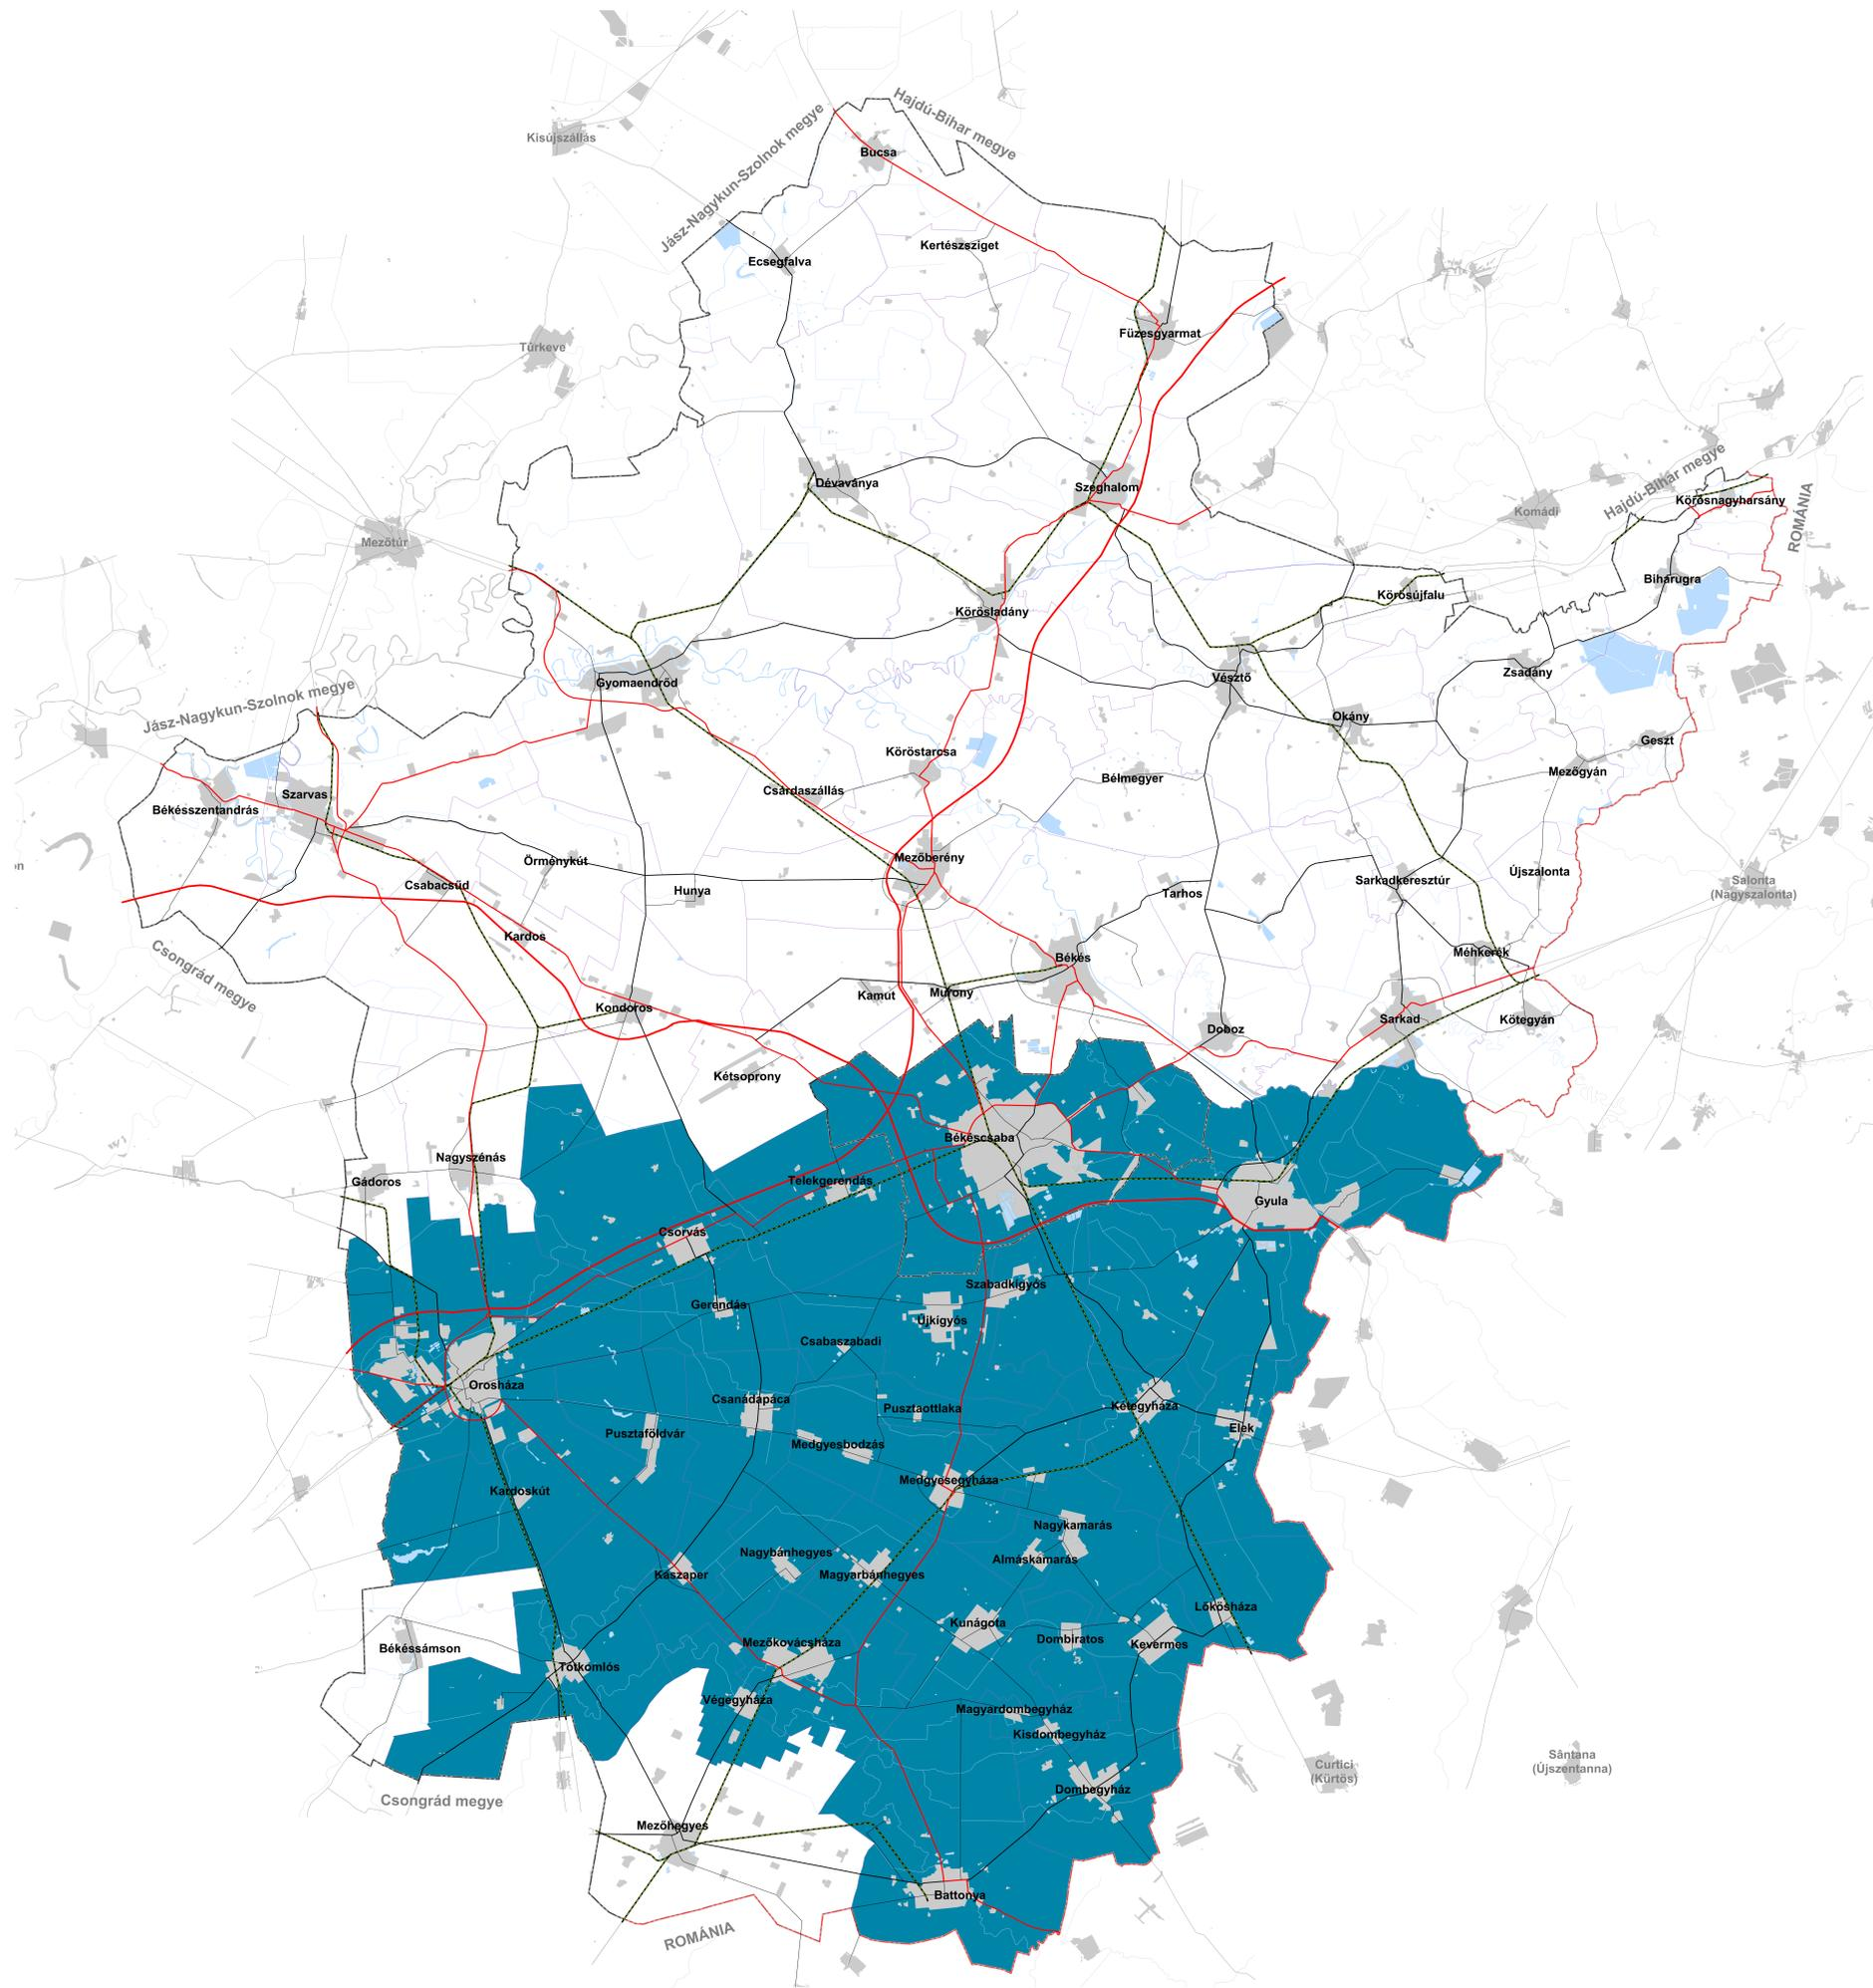 Hajdú-Bihar megye
Jász-Nagykun-Szolnok megye
Kisújszállás
Bucsa
Kertészsziget
Ecsegfalva
Füzesgyarmat
Túrkeve
Dévaványa
Szeghalom
Hajdú-Bihar megye
Körösnagyharsány
Komádi
ROMÁNIA
Mezőtúr
Biharugra
Körösújfalu
Körösladány
Zsadány
Vésztő
Gyomaendrőd
Jász-Nagykun-Szolnok megye
Okány
Geszt
Köröstarcsa
Mezőgyán
Bélmegyer
Csárdaszállás
Szarvas
Békésszentandrás
Mezőberény
Örménykút
Újszalonta
Csabacsűd
Sarkadkeresztúr
Salonta
(Nagyszalonta)
Hunya
Tarhos
Kardos
Csongrád megye
Méhkerék
Békés
Murony
Kamut
Kondoros
Sarkad
Kötegyán
Doboz
Kétsoprony
Békéscsaba
Nagyszénás
Gádoros
Telekgerendás
Gyula
Csorvás
Szabadkígyós
Gerendás
Újkígyós
Csabaszabadi
Orosháza
Csanádapáca
Kétegyháza
Pusztaottlaka
Elek
Pusztaföldvár
Medgyesbodzás
Medgyesegyháza
Kardoskút
Nagykamarás
Nagybánhegyes
Almáskamarás
Kaszaper
Magyarbánhegyes
Lőkösháza
Kunágota
Dombiratos
Kevermes
Mezőkovácsháza
Békéssámson
Tótkomlós
Végegyháza
Magyardombegyház
Kisdombegyház
Sântana
(Újszentanna)
Curtici
(Kürtös)
Dombegyház
Csongrád megye
Mezőhegyes
Battonya
ROMÁNIA